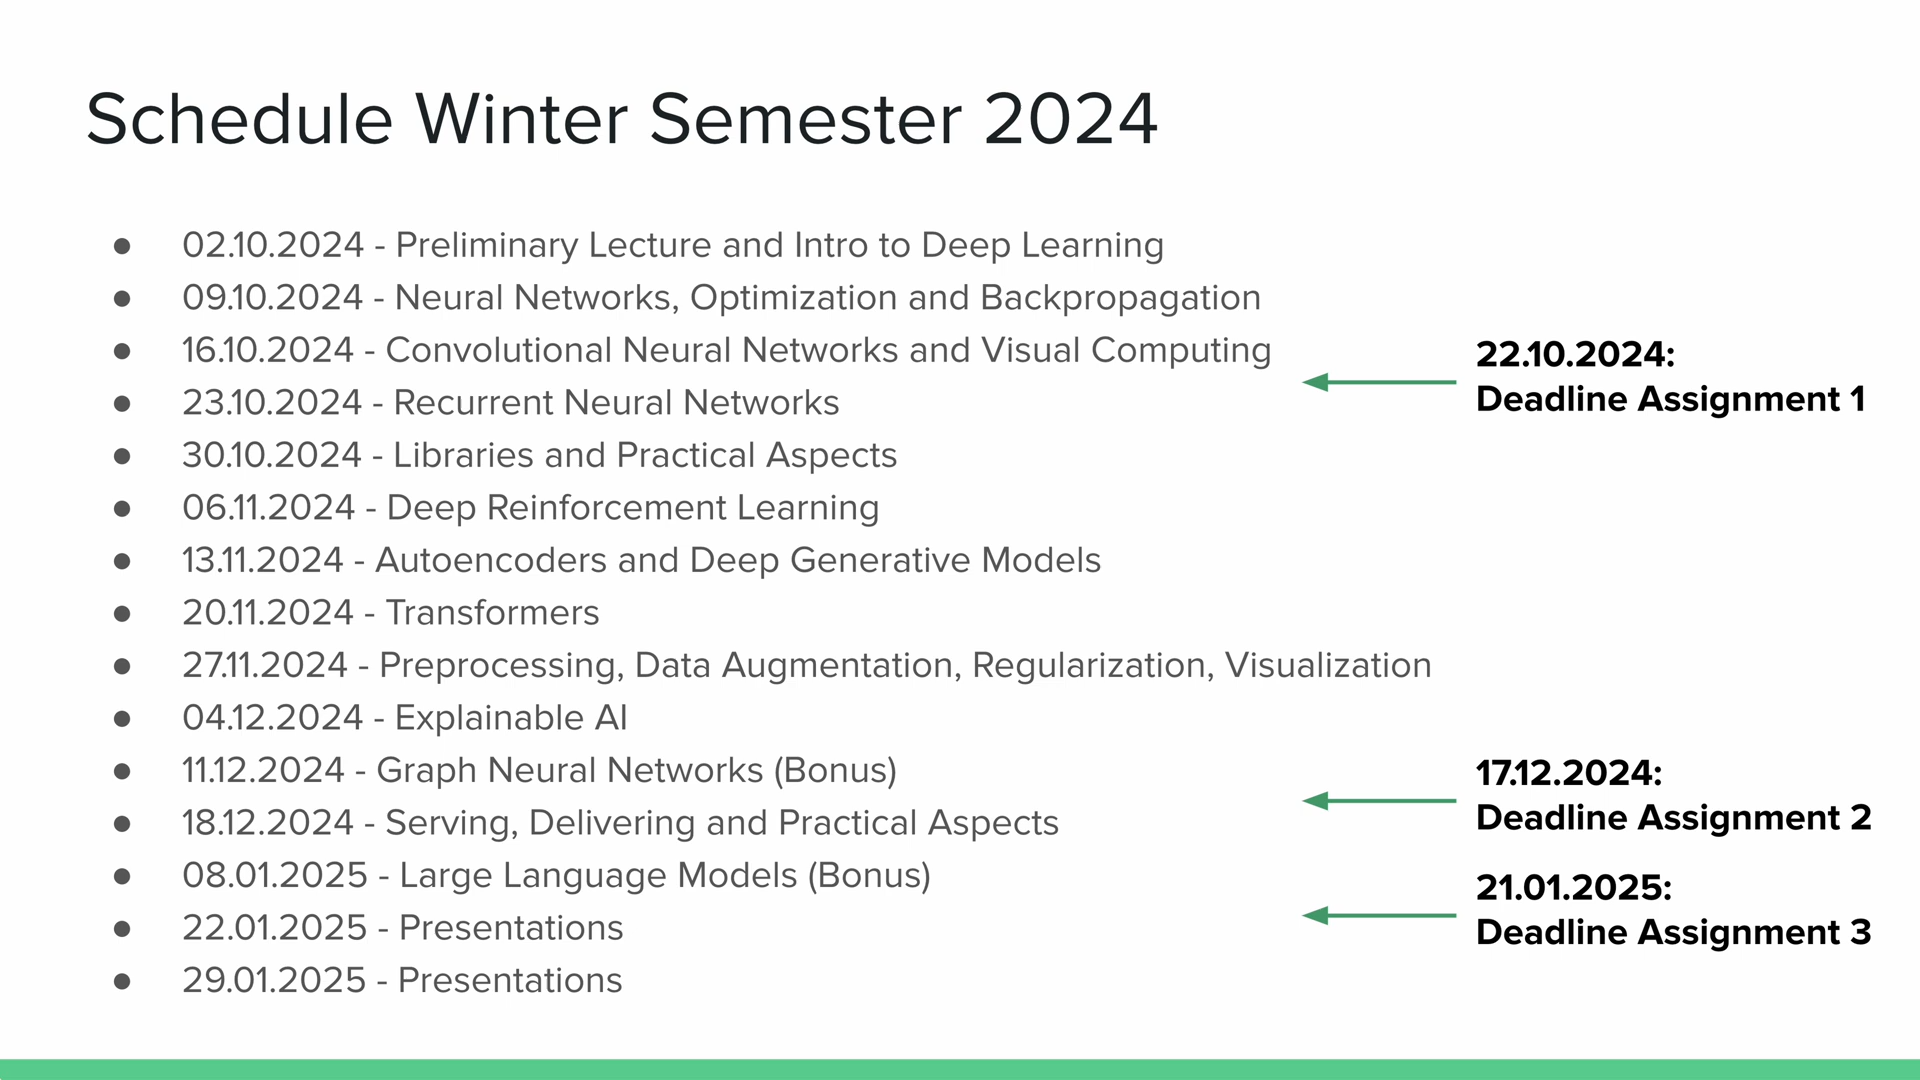 Schedule Winter Semester 2024
● 02.10.2024 - Preliminary Lecture and Intro to Deep Learning
● 09.10.2024 - Neural Networks, Optimization and Backpropagation
● 16.10.2024 - Convolutional Neural Networks and Visual Computing
● 23.10.2024 - Recurrent Neural Networks
● 30.10.2024 - Libraries and Practical Aspects
● 06.11.2024 - Deep Reinforcement Learning
● 13.11.2024 - Autoencoders and Deep Generative Models
● 20.11.2024 - Transformers
● 27.11.2024 - Preprocessing, Data Augmentation, Regularization, Visualization
● 04.12.2024 - Explainable AI
● 11.12.2024 - Graph Neural Networks (Bonus)
● 18.12.2024 - Serving, Delivering and Practical Aspects
● 08.01.2025 - Large Language Models (Bonus)
● 22.01.2025 - Presentations
● 29.01.2025 - Presentations
22.10.2024:
Deadline Assignment 1
17.12.2024:
Deadline Assignment 2
21.01.2025:
Deadline Assignment 3